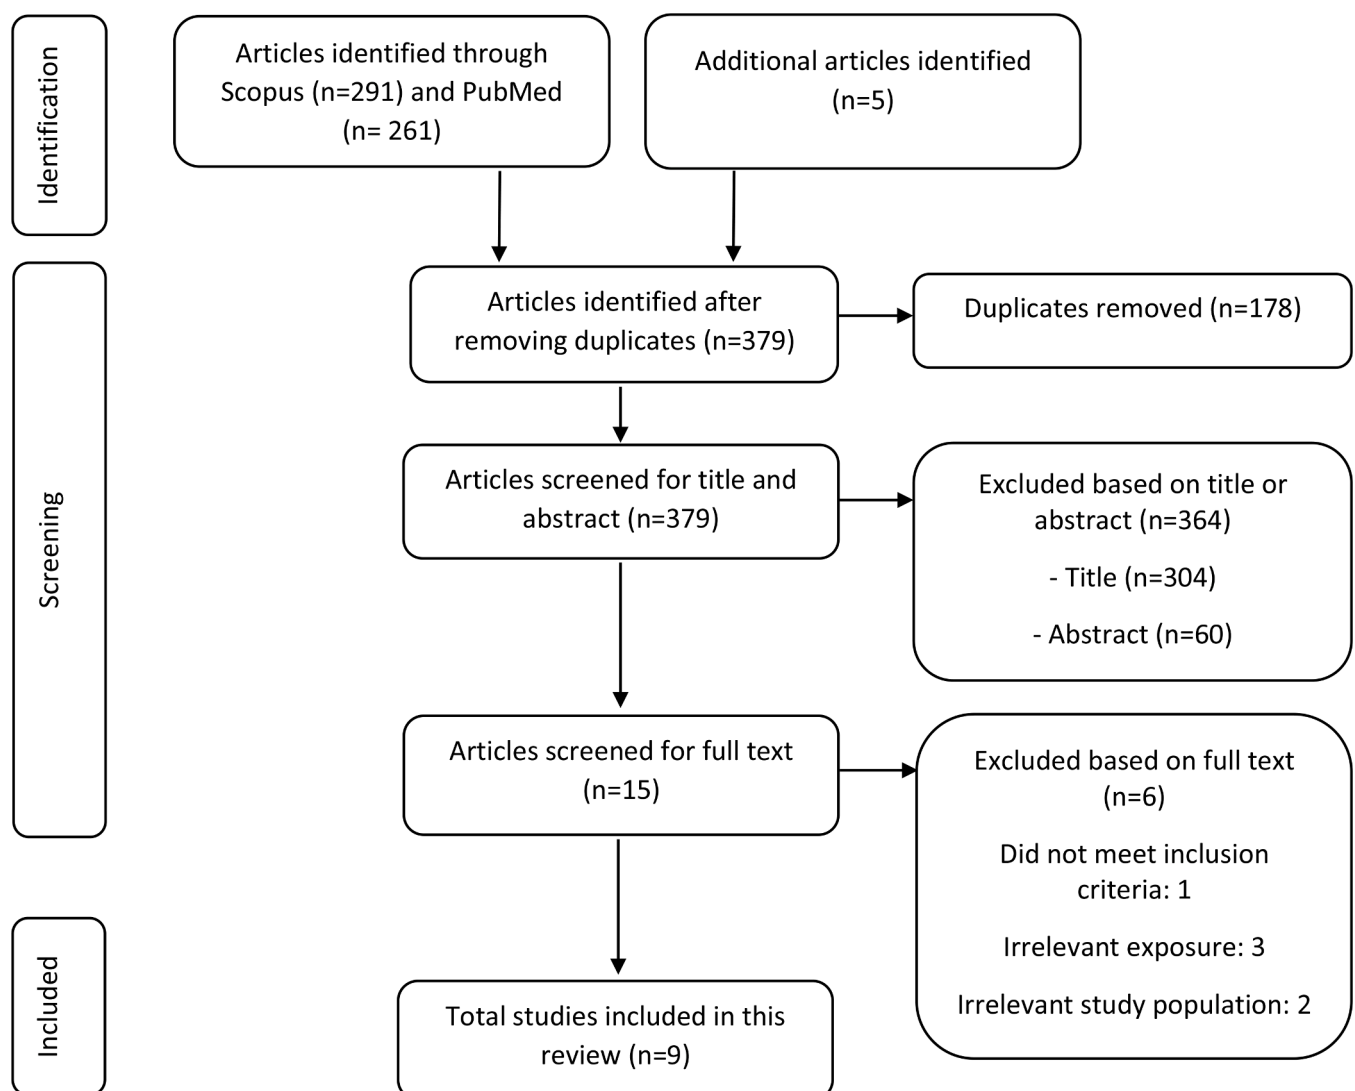 Identification
Articles identified through
Scopus (n=291) and PubMed
(n= 261)
Additional articles identified
(n=5)
Screening
Articles identified after
removing duplicates (n=379)
Duplicates removed (n=178)
Articles screened for title and
abstract (n=379)
Excluded based on title or
abstract (n=364)
- Title (n=304)
- Abstract (n=60)
Articles screened for full text
(n=15)
Excluded based on full text
(n=6)
Did not meet inclusion
criteria: 1
Irrelevant exposure: 3
Irrelevant study population: 2
Included
Total studies included in this
review (n=9)